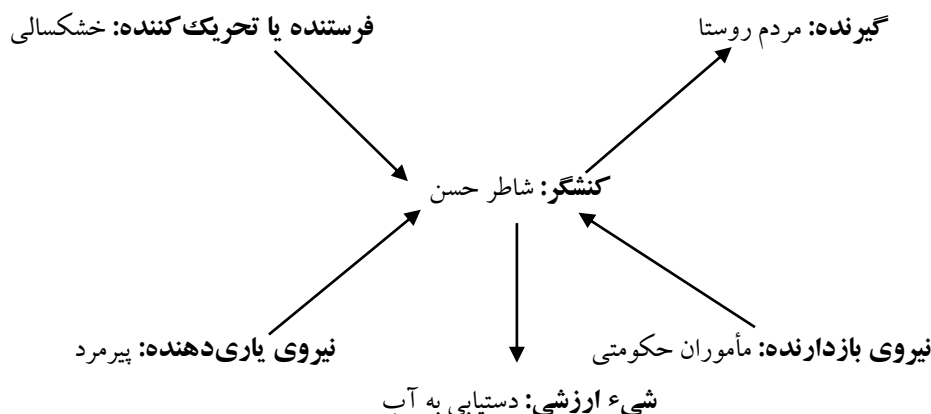 گیرنده: مردم روستا
فرستنده یا تحریک‌کننده: خشکسالی
کنشگر: شاطر حسن
نیروی بازدارنده: مأموران حکومتی
نیروی یاری‌دهنده: پیرمرد
شیء ارزشی: دستیابی به آب